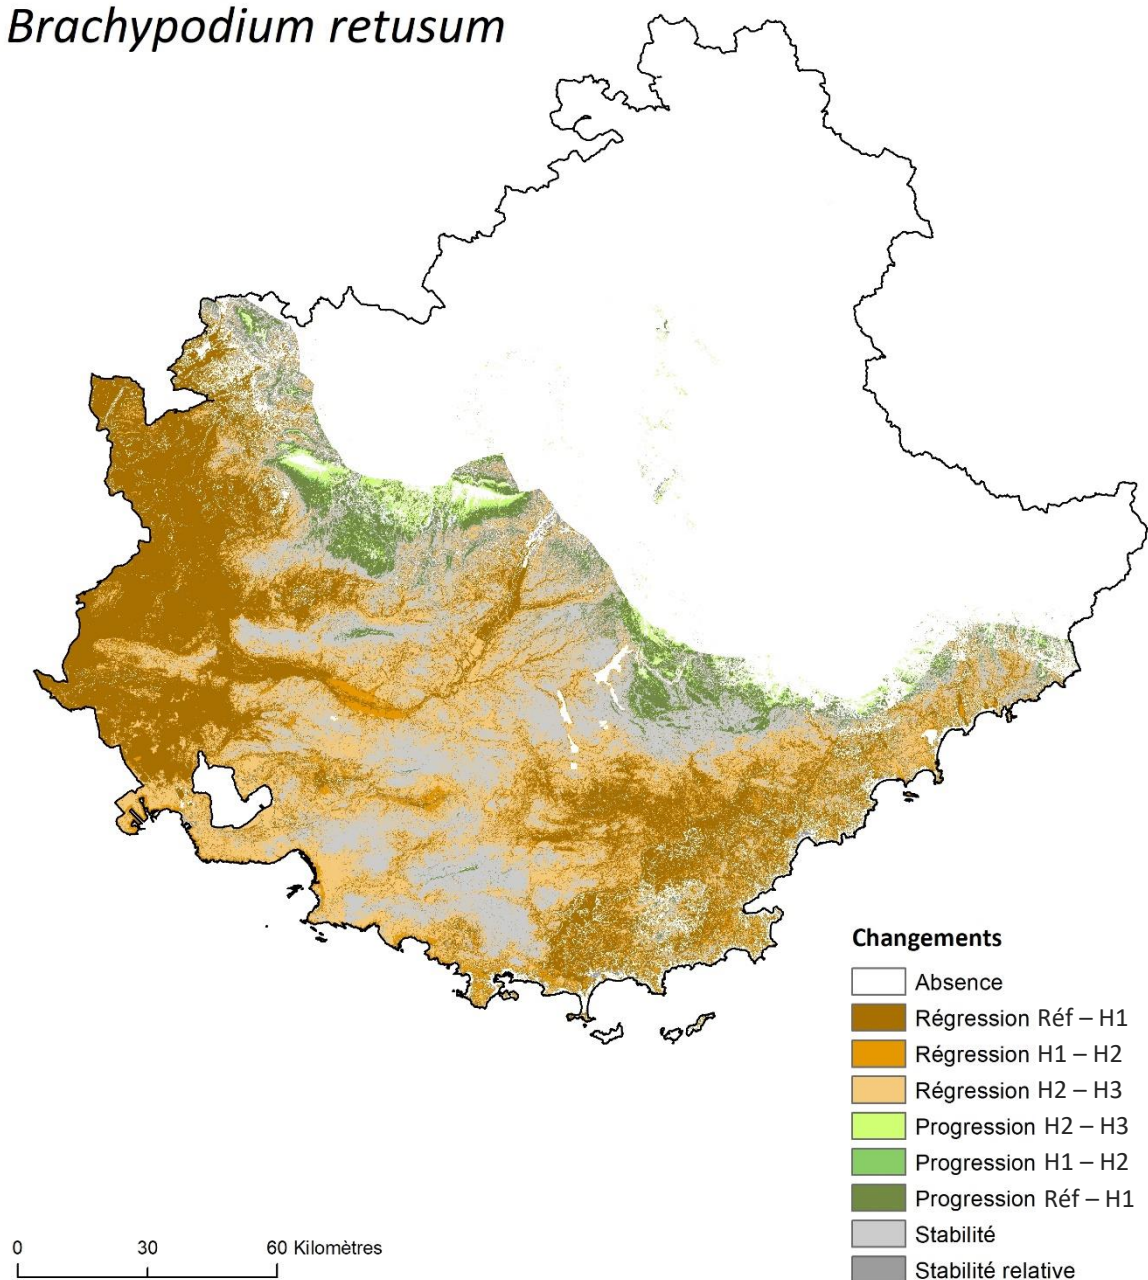 Brachypodium retusum
Changements
Absence
Régression Réf – H1
Régression H1 – H2
Régression H2 – H3
Progression H2 – H3
Progression H1 – H2
Progression Réf – H1
Stabilité
Stabilité relative
0 30 60 Kilomètres